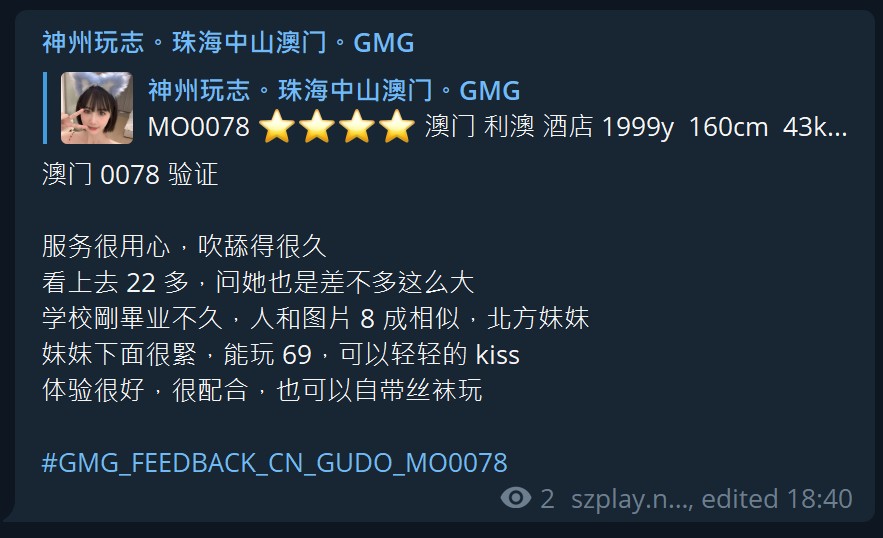 神州玩志。珠海中山澳门。GMG
神州玩志。珠海中山澳门。GMG
MO0078 ⭐⭐⭐⭐ 澳门 利澳 酒店 1999y 160cm 43k...
澳门 0078 验证
服务很用心，吹舔得很久
看上去 22 多，问她也是差不多这么大
学校剛畢业不久，人和图片 8 成相似，北方妹妹
妹妹下面很緊，能玩 69，可以轻轻的 kiss
体验很好，很配合，也可以自带丝袜玩
#GMG_FEEDBACK_CN_GUDO_MO0078
2 szplay.n..., edited 18:40